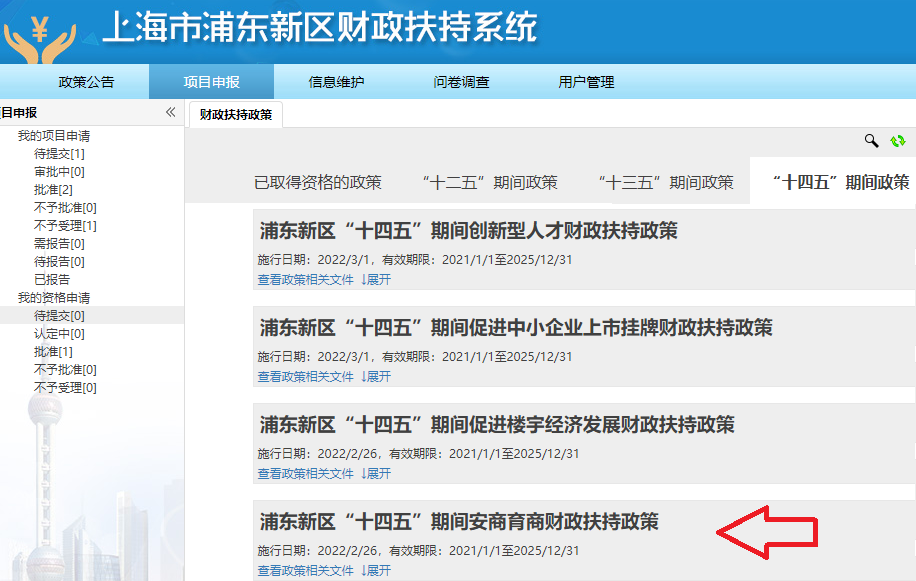 ¥
上海市浦东新区财政扶持系统
政策公告 项目申报 信息维护 问卷调查 用户管理
项目申报 «
财政扶持政策
我的项目申请
待提交[1]
审批中[0]
批准[2]
不予批准[0]
不予受理[1]
需报告[0]
待报告[0]
已报告
我的资格申请
待提交[0]
认定中[0]
批准[1]
不予批准[0]
不予受理[0]
已取得资格的政策 “十二五”期间政策 “十三五”期间政策 “十四五”期间政策
浦东新区“十四五”期间创新型人才财政扶持政策
施行日期：2022/3/1，有效期限：2021/1/1至2025/12/31
查看政策相关文件 ↓展开
浦东新区“十四五”期间促进中小企业上市挂牌财政扶持政策
施行日期：2022/3/1，有效期限：2021/1/1至2025/12/31
查看政策相关文件 ↓展开
浦东新区“十四五”期间促进楼宇经济发展财政扶持政策
施行日期：2022/2/26，有效期限：2021/1/1至2025/12/31
查看政策相关文件 ↓展开
浦东新区“十四五”期间安商育商财政扶持政策
施行日期：2022/2/26，有效期限：2021/1/1至2025/12/31
查看政策相关文件 ↓展开